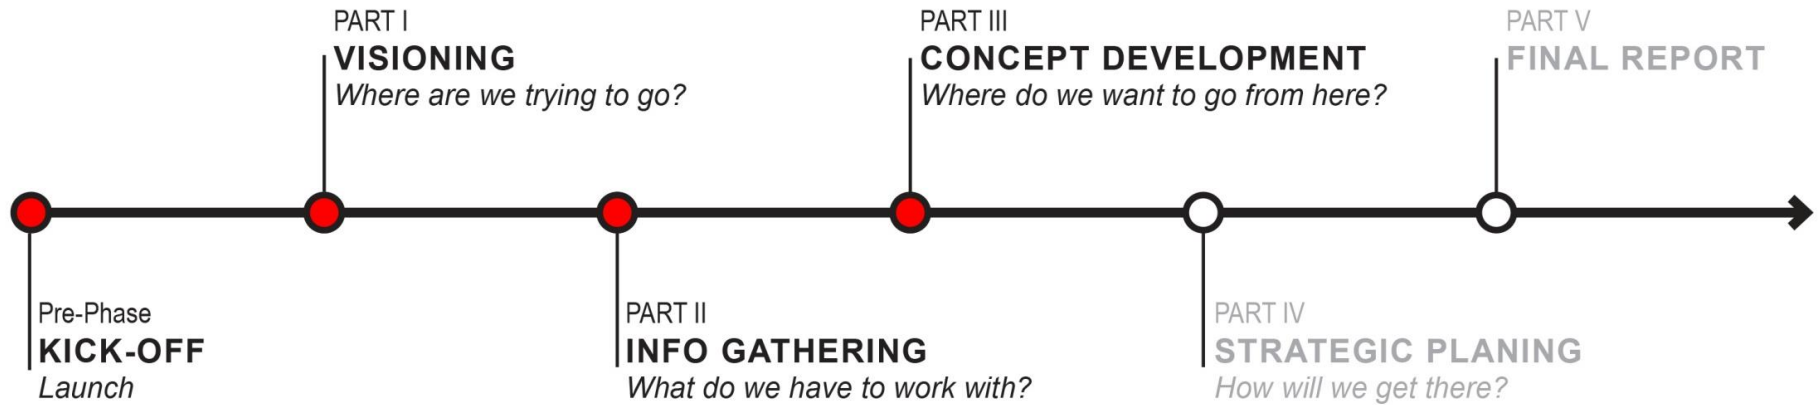 PART I
VISIONING
Where are we trying to go?
PART III
CONCEPT DEVELOPMENT
Where do we want to go from here?
PART V
FINAL REPORT
Pre-Phase
KICK-OFF
Launch
PART II
INFO GATHERING
What do we have to work with?
PART IV
STRATEGIC PLANING
How will we get there?